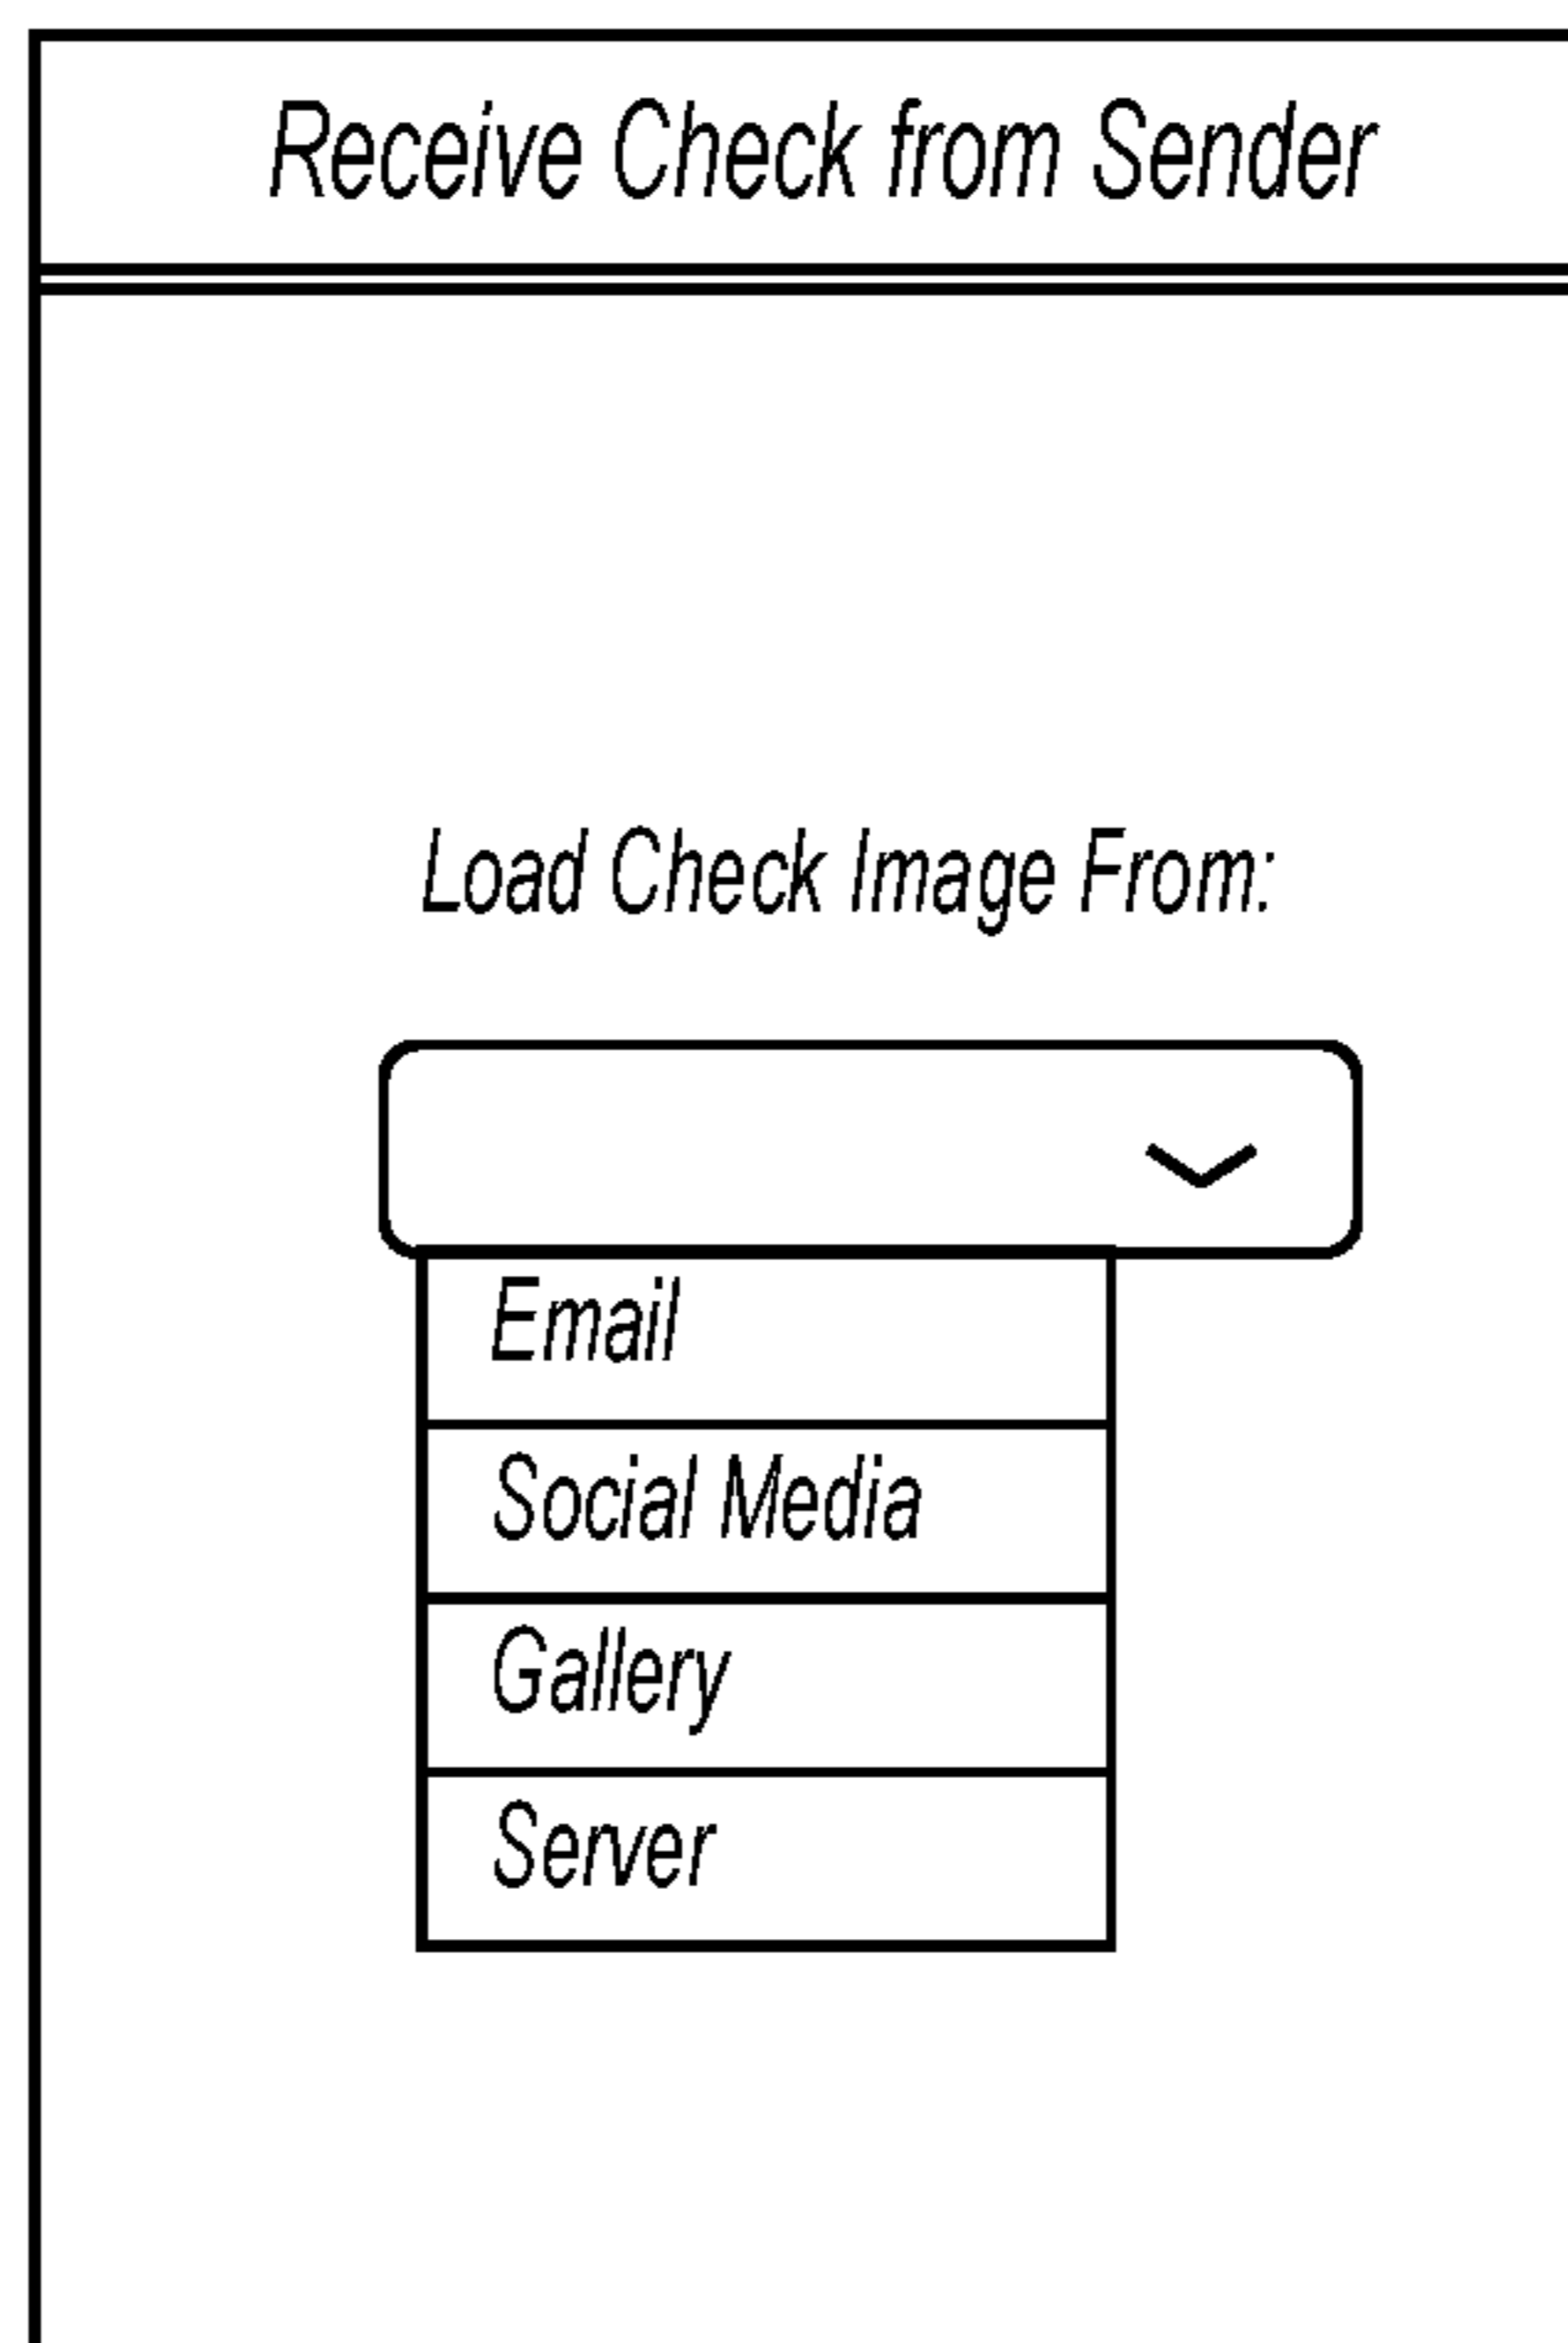 Receive Check from Sender
Load Check Image From:
Email
Social Media
Gallery
Server